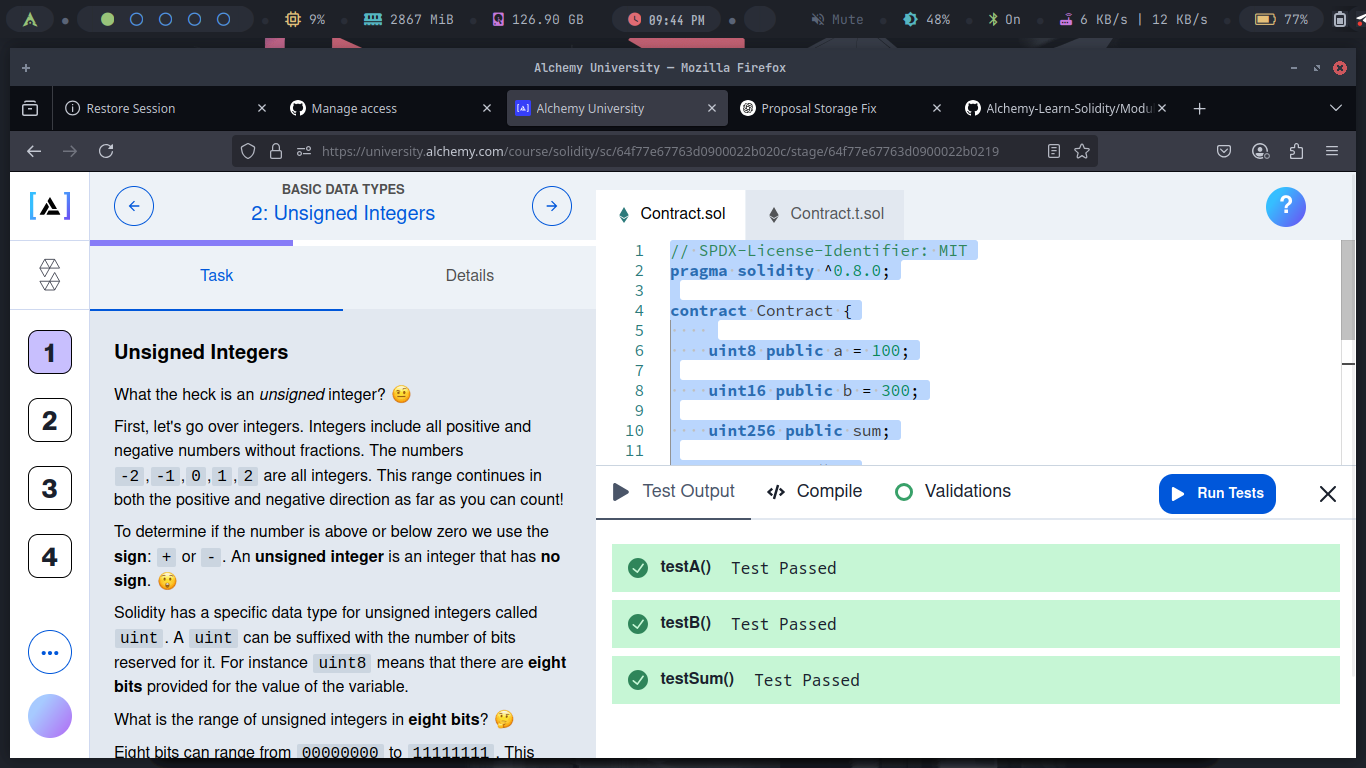 9%
2867 MiB
126.90 GB
09:44 PM
Mute
48%
On
6 KB/s | 12 KB/s
77%
Alchemy University — Mozilla Firefox
Restore Session
Manage access
Alchemy University
Proposal Storage Fix
Alchemy-Learn-Solidity/Modu
https://university.alchemy.com/course/solidity/sc/64f77e67763d0900022b020c/stage/64f77e67763d0900022b0219
BASIC DATA TYPES
2: Unsigned Integers
Task
Details
1
2
3
4
Unsigned Integers
What the heck is an unsigned integer? 🤨
First, let's go over integers. Integers include all positive and
negative numbers without fractions. The numbers
-2, -1, 0, 1, 2 are all integers. This range continues in
both the positive and negative direction as far as you can count!
To determine if the number is above or below zero we use the
sign: + or -. An unsigned integer is an integer that has no
sign. 😲
Solidity has a specific data type for unsigned integers called
uint. A uint can be suffixed with the number of bits
reserved for it. For instance uint8 means that there are eight
bits provided for the value of the variable.
What is the range of unsigned integers in eight bits? 🤔
Eight bits can range from 00000000 to 11111111. This
Contract.sol
Contract.t.sol
?
1 // SPDX-License-Identifier: MIT
2 pragma solidity ^0.8.0;
3
4 contract Contract {
5
6 uint8 public a = 100;
7
8 uint16 public b = 300;
9
10 uint256 public sum;
11
Test Output
Compile
Validations
Run Tests
testA() Test Passed
testB() Test Passed
testSum() Test Passed